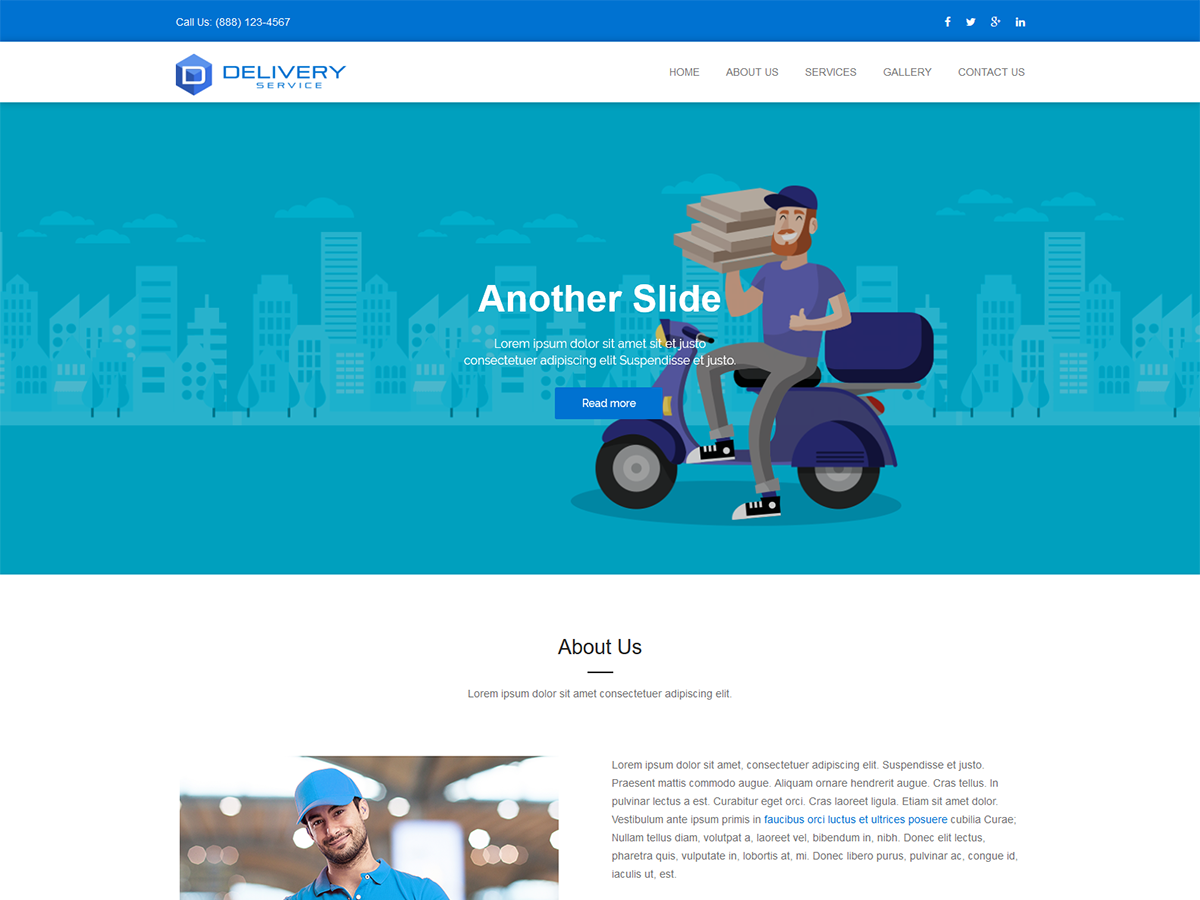 Call Us: (888) 123-4567
D DELIVERY
SERVICE
HOME ABOUT US SERVICES GALLERY CONTACT US
Another Slide
Lorem ipsum dolor sit amet sit et justo
consectetuer adipiscing elit Suspendisse et justo.
Read more
About Us
Lorem ipsum dolor sit amet consectetuer adipiscing elit.
Lorem ipsum dolor sit amet, consectetuer adipiscing elit. Suspendisse et justo.
Praesent mattis commodo augue. Aliquam ornare hendrerit augue. Cras tellus. In
pulvinar lectus a est. Curabitur eget orci. Cras laoreet ligula. Etiam sit amet dolor.
Vestibulum ante ipsum primis in faucibus orci luctus et ultrices posuere cubilia Curae;
Nullam tellus diam, volutpat a, laoreet vel, bibendum in, nibh. Donec elit lectus,
pharetra quis, vulputate in, lobortis at, mi. Donec libero purus, pulvinar ac, congue id,
iaculis ut, est.